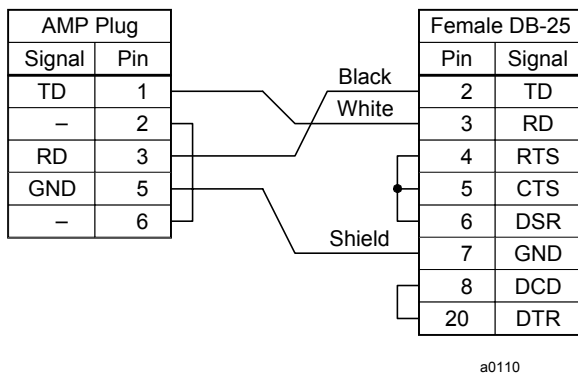 AMP Plug
Signal Pin
TD 1
– 2
RD 3
GND 5
– 6
Black
White
Shield
Female DB-25
Pin Signal
2 TD
3 RD
4 RTS
5 CTS
6 DSR
7 GND
8 DCD
20 DTR
a0110